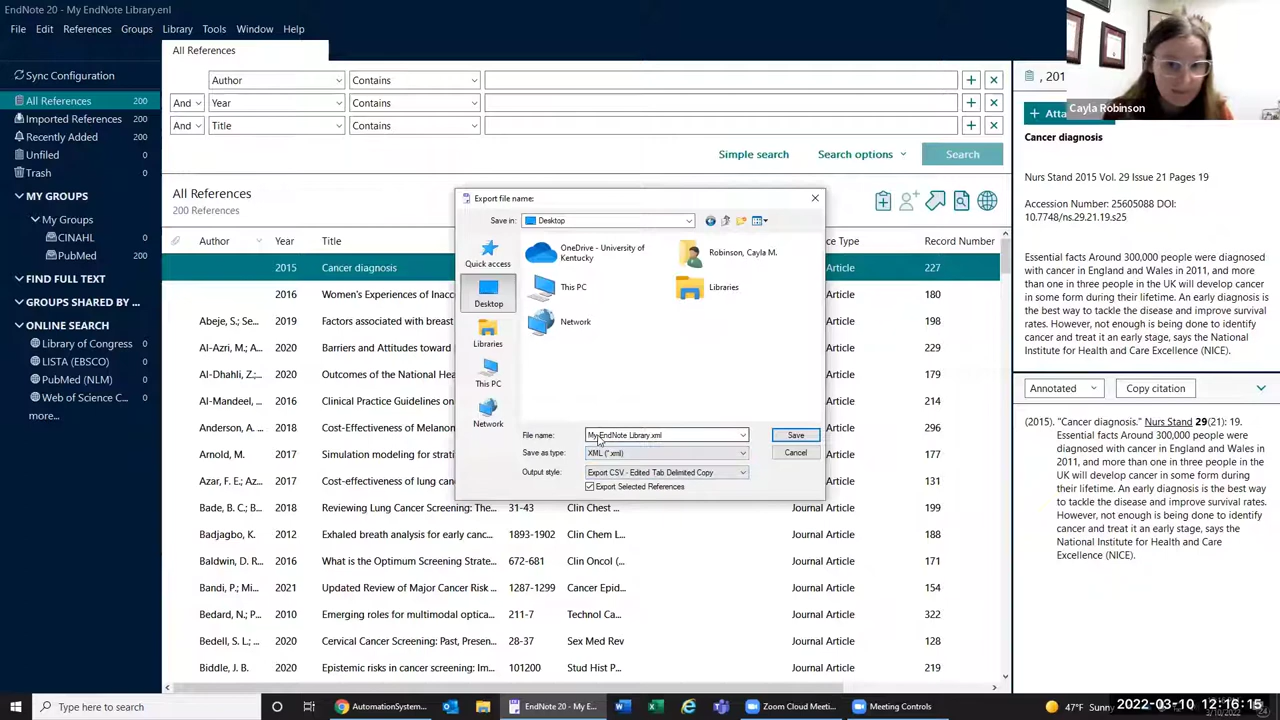 EndNote 20 - My EndNote Library.enl
File Edit References Groups Library Tools Window Help
Sync Configuration
All References 200
Imported References 200
Recently Added 200
Unfiled 0
Trash 0
MY GROUPS
My Groups
CINAHL 0
PubMed 200
FIND FULL TEXT
GROUPS SHARED BY ...
ONLINE SEARCH
Library of Congress 0
LISTA (EBSCO) 0
PubMed (NLM) 0
Web of Science C... 0
more...
All References
Author Contains
And Year Contains
And Title Contains
Simple search Search options Search
All References
200 References
Author Year Title Record Number
2015 Cancer diagnosis Article 227
2016 Women's Experiences of Inacc Article 180
Abeje, S.; Se... 2019 Factors associated with breast Article 198
Al-Azri, M.; A... 2020 Barriers and Attitudes toward Article 229
Al-Dhahli, Z.; 2020 Outcomes of the National Hea Article 179
Al-Mandeel, 2016 Clinical Practice Guidelines on Article 201
Andersson, 2018 Cost-effectiveness of Melanom Article 203
Arnold, M. 2017 Simulation modeling for strati Article 153
Azar, F. E.; Az... 2018 Cost-effectiveness of lung can Article 131
Bade, B. C.; B... 2018 Reviewing Lung Cancer Screening: The... 31-43 Clin Chest ... Journal Article 199
Badjagbo, K. 2012 Exhaled breath analysis for early canc... 1893-1902 Clin Chem L... Journal Article 188
Baldwin, D. R... 2020 What is the Optimum Screening Strate... 672-681 Clin Oncol (... Journal Article 171
Bandi, P.; Mi... 2021 Updated Review of Major Cancer Risk ... 1287-1299 Cancer Epid... Journal Article 154
Bedard, N.; P... 2010 Emerging roles for multimodal optica... 211-7 Technol Ca... Journal Article 322
Bedell, S. L.; ... 2020 Cervical Cancer Screening: Past, Presen... 28-37 Sex Med Rev Journal Article 128
Biddle, J. B. 2020 Epistemic risks in cancer screening: Im... 101200 Stud Hist P... Journal Article 219
Export file name:
Save in: Desktop
Quick access
Desktop
Libraries
This PC
Network
OneDrive - University of
Kentucky
Robinson, Cayla M.
This PC
Libraries
Network
File name: My EndNote Library.xml Save
Save as type: XML (*.xml) Cancel
Output style: Export CSV - Edited Tab Delimited Copy
Export Selected References
, 201
Cayla Robinson
+ Atta
Cancer diagnosis
Nurs Stand 2015 Vol. 29 Issue 21 Pages 19
Accession Number: 25605088 DOI:
10.7748/ns.29.21.19.s25
Essential facts Around 300,000 people were diagnosed
with cancer in England and Wales in 2011, and more
than one in three people in the UK will develop cancer
in some form during their lifetime. An early diagnosis is
the best way to tackle the disease and improve survival
rates. However, not enough is being done to identify
cancer and treat it an early stage, says the National
Institute for Health and Care Excellence (NICE).
Annotated Copy citation
(2015). "Cancer diagnosis." Nurs Stand 29(21): 19.
Essential facts Around 300,000 people were
diagnosed with cancer in England and Wales in
2011, and more than one in three people in the
UK will develop cancer in some form during
their lifetime. An early diagnosis is the best way
to tackle the disease and improve survival rates.
However, not enough is being done to identify
cancer and treat it an early stage, says the
National Institute for Health and Care
Excellence (NICE).
Type here to search
AutomationSystem...
EndNote 20 - My E...
Zoom Cloud Meeti...
Meeting Controls
47°F Sunny
2022-03-10 12:16:15